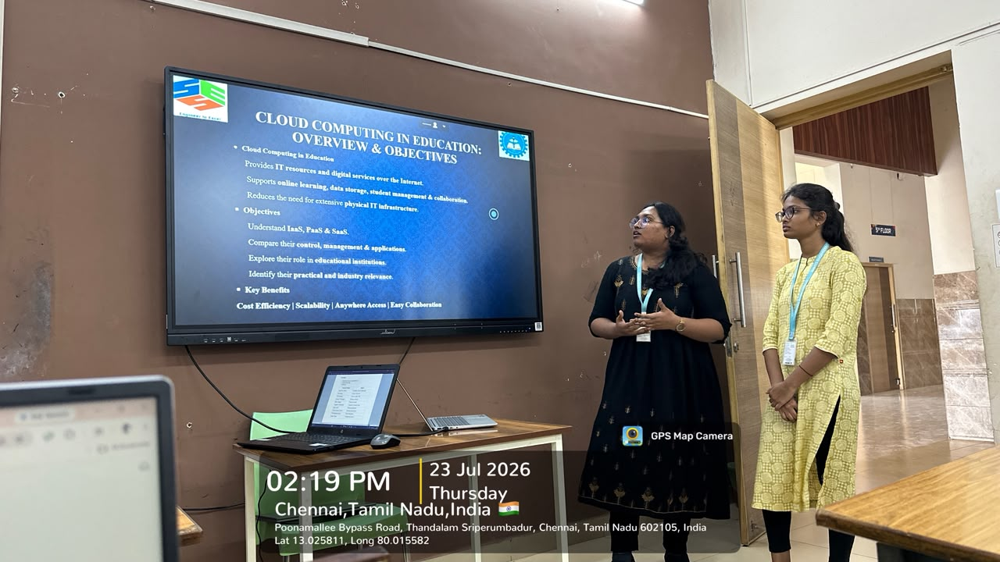 SES
Engineer to Excel
CLOUD COMPUTING IN EDUCATION:
OVERVIEW & OBJECTIVES
• Cloud Computing in Education
Provides IT resources and digital services over the Internet.
Supports online learning, data storage, student management & collaboration.
Reduces the need for extensive physical IT infrastructure.
• Objectives
Understand IaaS, PaaS & SaaS.
Compare their control, management & applications.
Explore their role in educational institutions.
Identify their practical and industry relevance.
• Key Benefits
Cost Efficiency | Scalability | Anywhere Access | Easy Collaboration
5TH FLOOR
GPS Map Camera
02:19 PM
23 Jul 2026
Thursday
Chennai,Tamil Nadu,India
Poonamallee Bypass Road, Thandalam Sriperumbadur, Chennai, Tamil Nadu 602105, India
Lat 13.025811, Long 80.015582